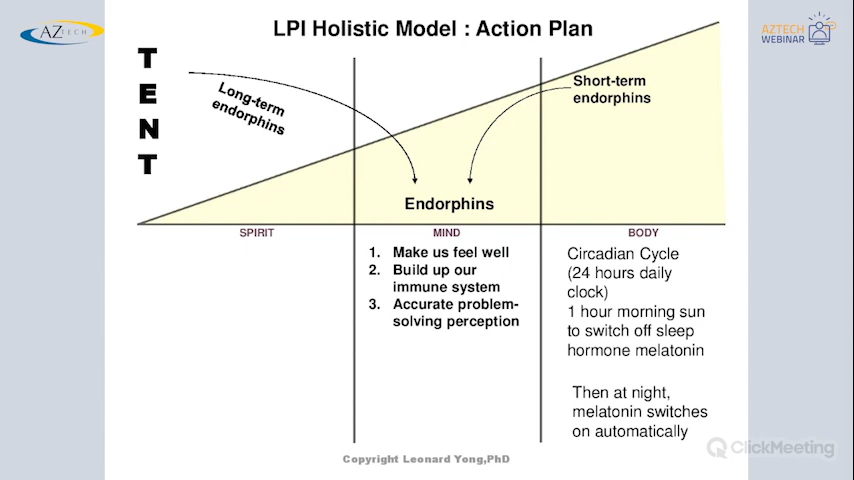 AZTECH
LPI Holistic Model : Action Plan
AZTECH
WEBINAR
T
E
N
T
Long-term
endorphins
Short-term
endorphins
Endorphins
SPIRIT
MIND
BODY
1. Make us feel well
2. Build up our
immune system
3. Accurate problem-
solving perception
Circadian Cycle
(24 hours daily
clock)
1 hour morning sun
to switch off sleep
hormone melatonin
Then at night,
melatonin switches
on automatically
ClickMeeting
Copyright Leonard Yong,PhD